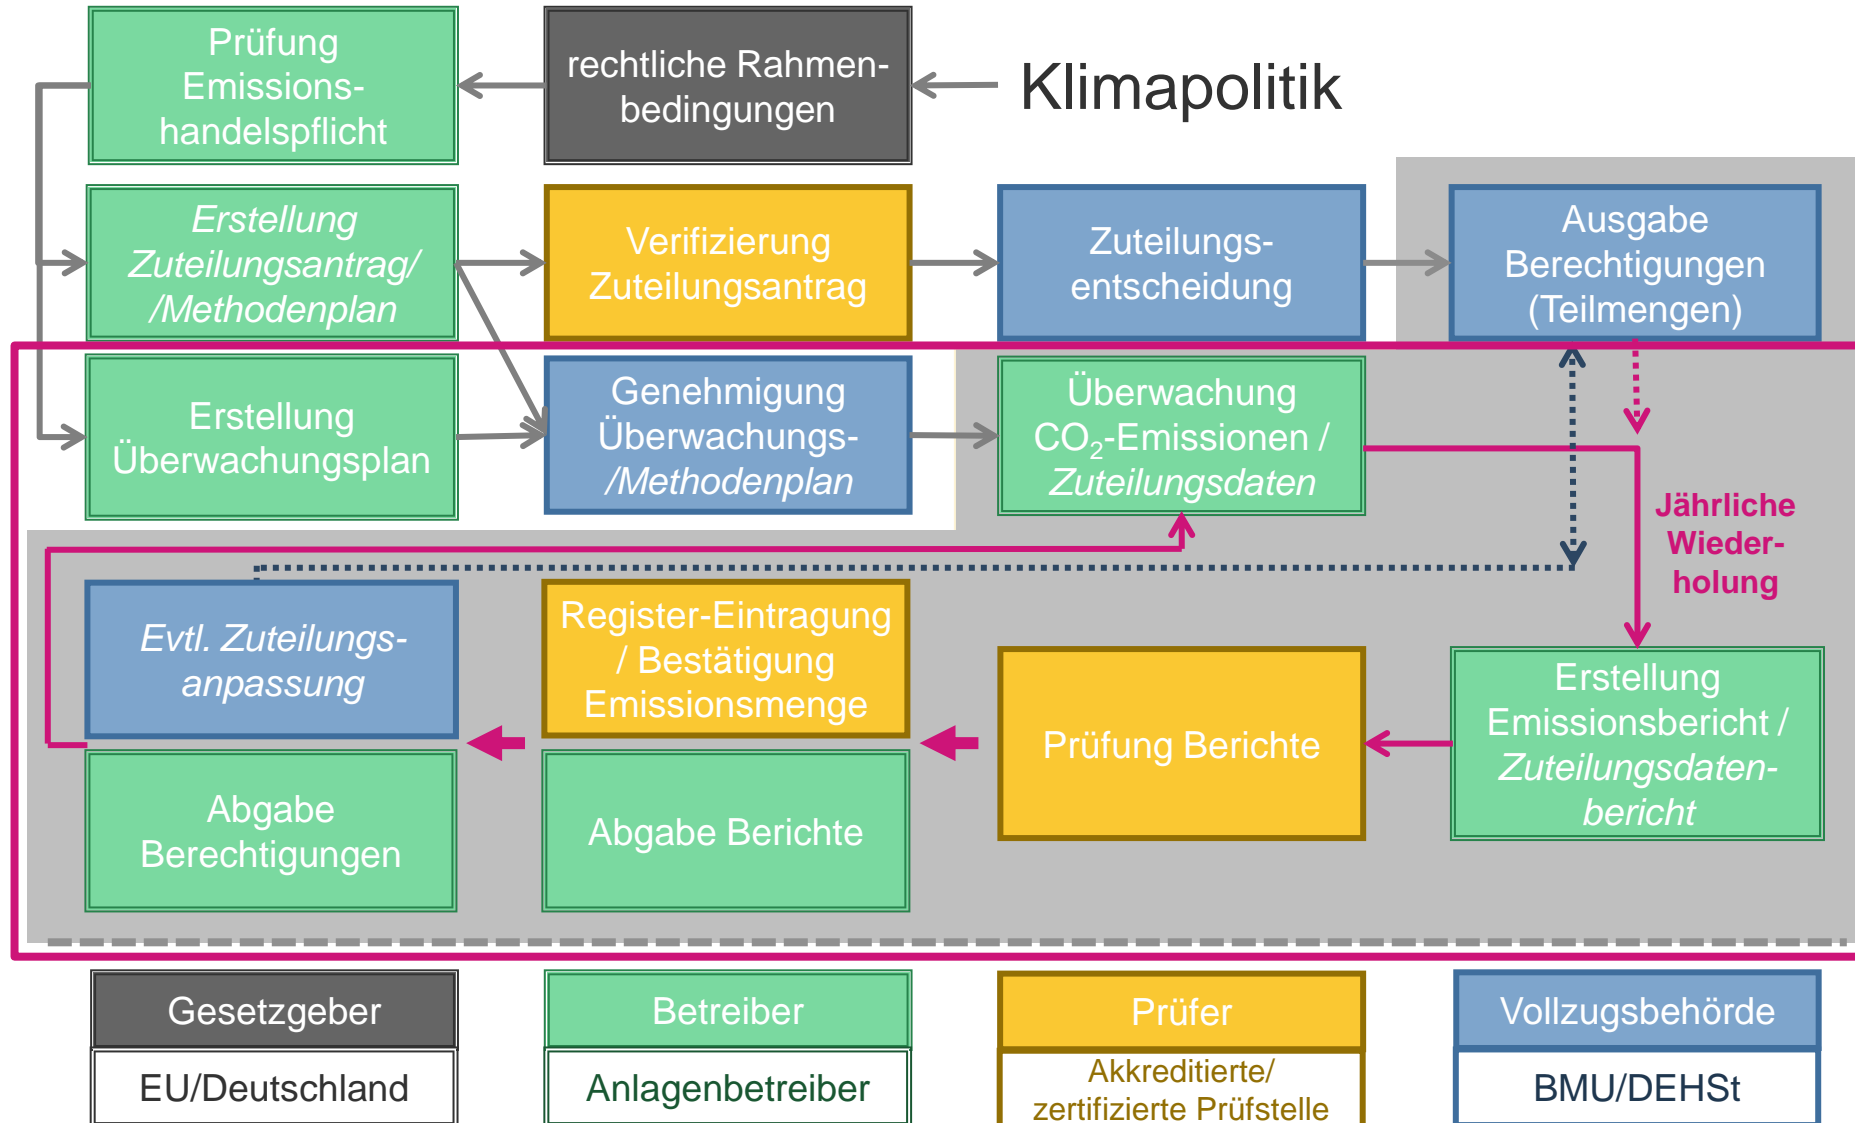 Prüfung
Emissions-
handelspflicht
rechtliche Rahmen-
bedingungen
Klimapolitik
Erstellung
Zuteilungsantrag/
/Methodenplan
Verifizierung
Zuteilungsantrag
Zuteilungs-
entscheidung
Ausgabe
Berechtigungen
(Teilmengen)
Erstellung
Überwachungsplan
Genehmigung
Überwachungs-
/Methodenplan
Überwachung
CO₂-Emissionen /
Zuteilungsdaten
Jährliche
Wieder-
holung
Evtl. Zuteilungs-
anpassung
Register-Eintragung
/ Bestätigung
Emissionsmenge
Prüfung Berichte
Erstellung
Emissionsbericht /
Zuteilungsdaten-
bericht
Abgabe
Berechtigungen
Abgabe Berichte
Gesetzgeber
Betreiber
Prüfer
Vollzugsbehörde
EU/Deutschland
Anlagenbetreiber
Akkreditierte/
zertifizierte Prüfstelle
BMU/DEHSt